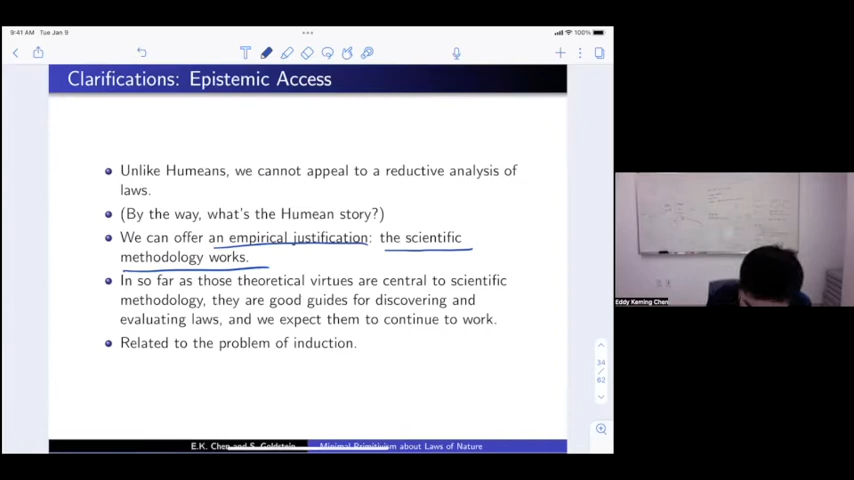 9:41 AM Tue Jan 9
100%
Clarifications: Epistemic Access
Unlike Humeans, we cannot appeal to a reductive analysis of
laws.
(By the way, what's the Humean story?)
We can offer an empirical justification: the scientific
methodology works.
In so far as those theoretical virtues are central to scientific
methodology, they are good guides for discovering and
evaluating laws, and we expect them to continue to work.
Related to the problem of induction.
34
/
62
E.K. Chen and S. Goldstein
Minimal Primitivism about Laws of Nature
Eddy Keming Chen